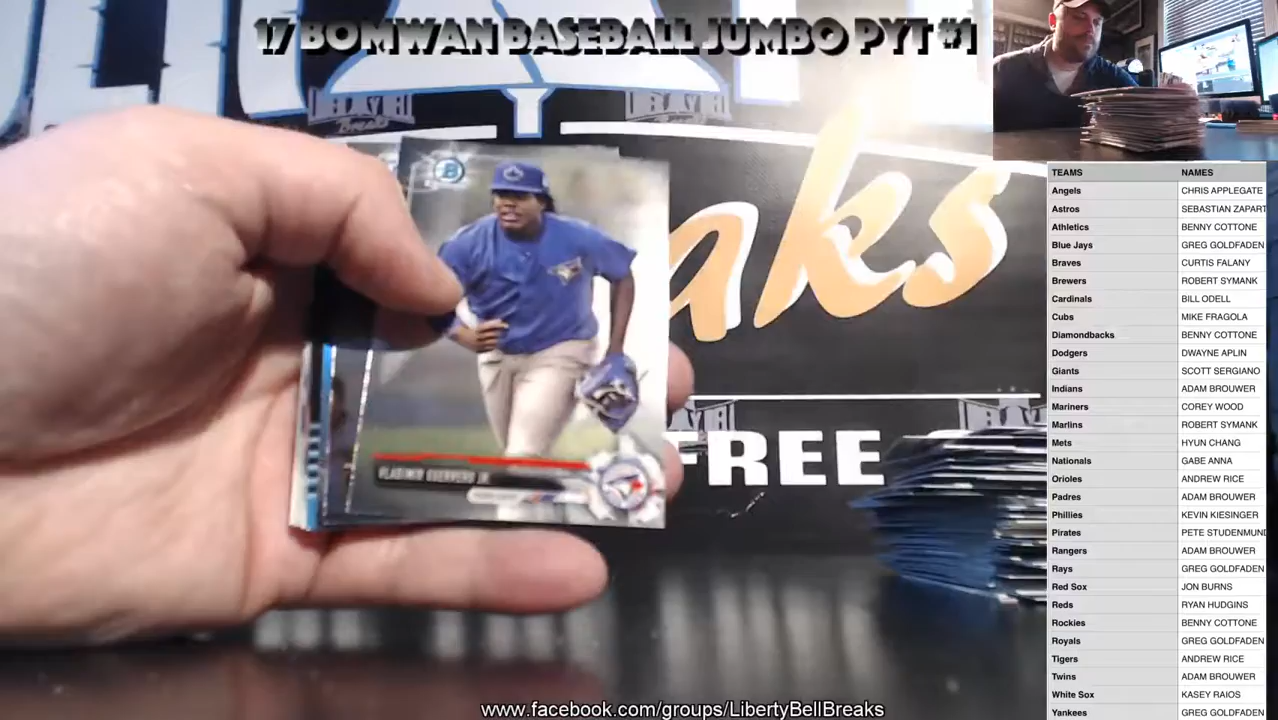 17 BOMWAN BASEBALL JUMBO PYT #1
B
aks
FREE
VLADIMIR GUERRERO JR
TEAMS NAMES
Angels CHRIS APPLEGATE
Astros SEBASTIAN ZAPART
Athletics BENNY COTTONE
Blue Jays GREG GOLDFADEN
Braves CURTIS FALANY
Brewers ROBERT SYMANK
Cardinals BILL ODELL
Cubs MIKE FRAGOLA
Diamondbacks BENNY COTTONE
Dodgers DWAYNE APLIN
Giants SCOTT SERGIANO
Indians ADAM BROUWER
Mariners COREY WOOD
Marlins ROBERT SYMANK
Mets HYUN CHANG
Nationals GABE ANNA
Orioles ANDREW RICE
Padres ADAM BROUWER
Phillies KEVIN KIESINGER
Pirates PETE STUDENMUND
Rangers ADAM BROUWER
Rays GREG GOLDFADEN
Red Sox JON BURNS
Reds RYAN HUDGINS
Rockies BENNY COTTONE
Royals GREG GOLDFADEN
Tigers ANDREW RICE
Twins ADAM BROUWER
White Sox KASEY RAIOS
Yankees GREG GOLDFADEN
www.facebook.com/groups/LibertyBellBreaks